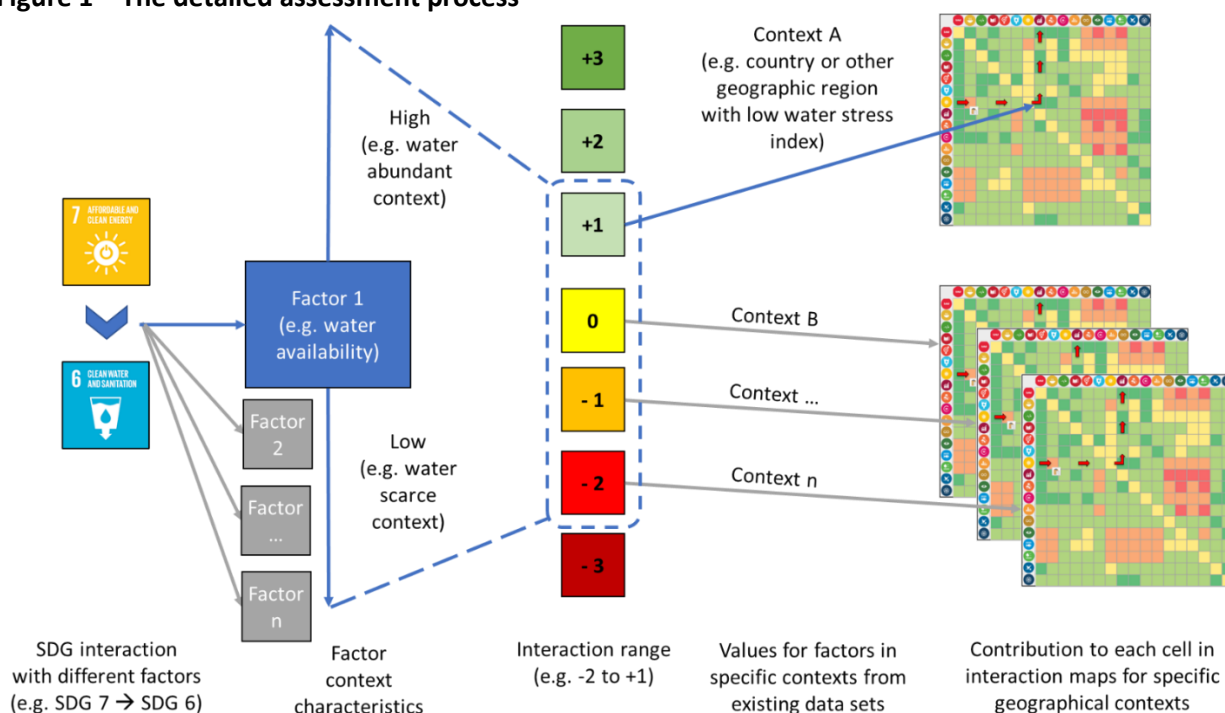 Figure 1 – The detailed assessment process
7 AFFORDABLE AND
CLEAN ENERGY
6 CLEAN WATER
AND SANITATION
Factor 1
(e.g. water
availability)
Factor
2
Factor
...
Factor
n
High
(e.g. water
abundant
context)
Low
(e.g. water
scarce
context)
+3
+2
+1
0
- 1
- 2
- 3
Context A
(e.g. country or other
geographic region
with low water stress
index)
Context B
Context ...
Context n
SDG interaction
with different factors
(e.g. SDG 7 → SDG 6)
Factor
context
characteristics
Interaction range
(e.g. -2 to +1)
Values for factors in
specific contexts from
existing data sets
Contribution to each cell in
interaction maps for specific
geographical contexts